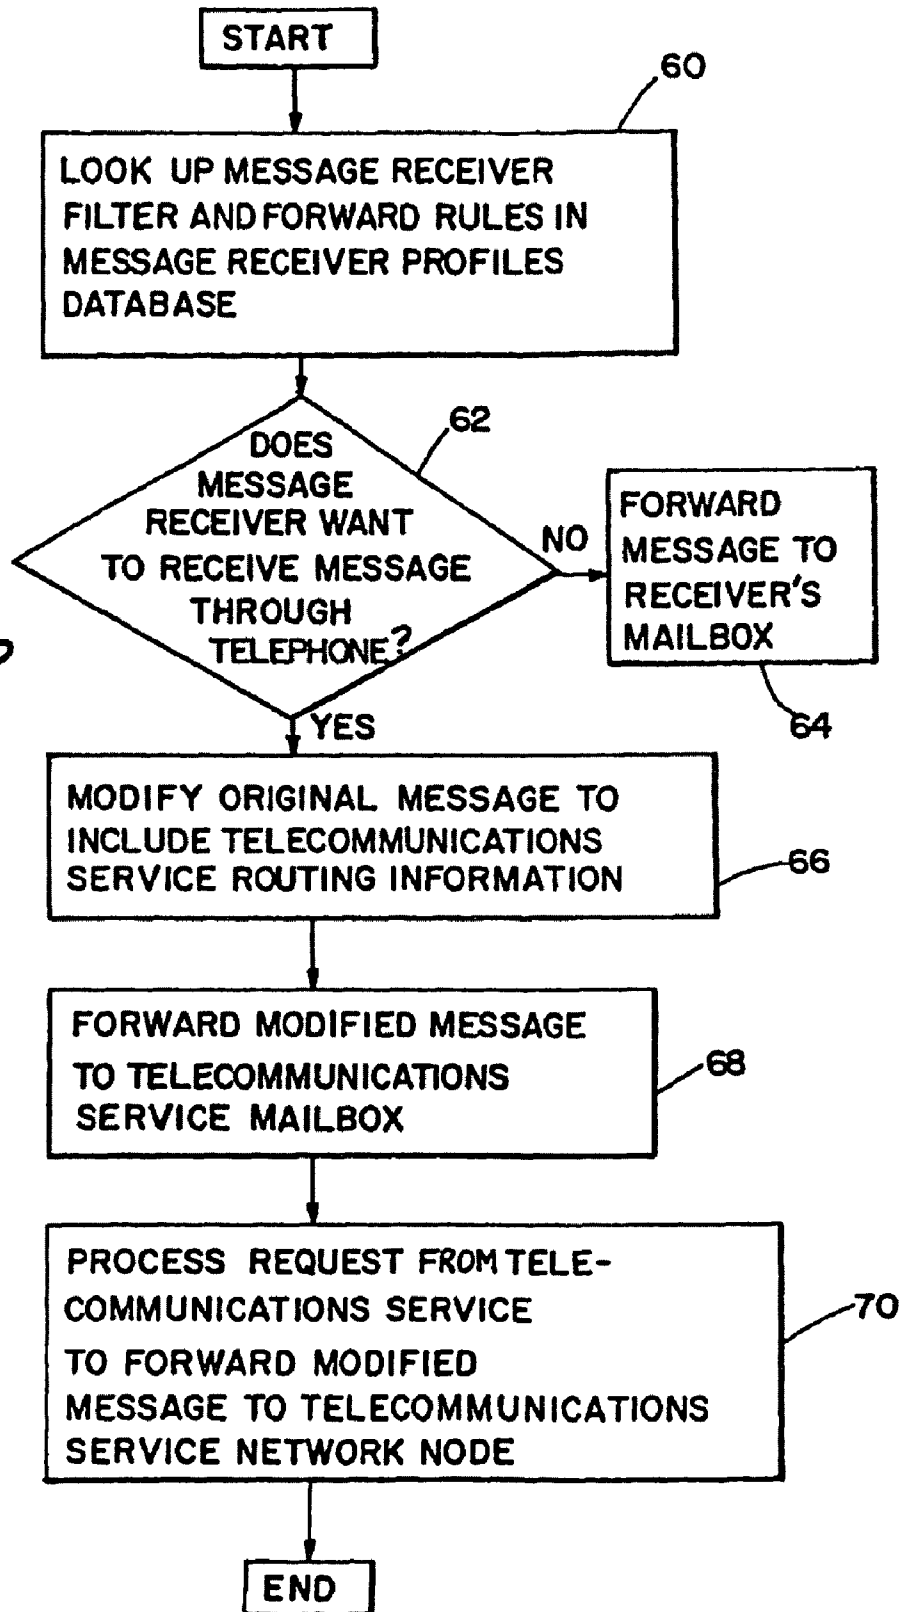 START
60
LOOK UP MESSAGE RECEIVER
FILTER AND FORWARD RULES IN
MESSAGE RECEIVER PROFILES
DATABASE
62
DOES
MESSAGE
RECEIVER WANT
TO RECEIVE MESSAGE
THROUGH
TELEPHONE?
NO
FORWARD
MESSAGE TO
RECEIVER'S
MAILBOX
64
YES
MODIFY ORIGINAL MESSAGE TO
INCLUDE TELECOMMUNICATIONS
SERVICE ROUTING INFORMATION
66
FORWARD MODIFIED MESSAGE
TO TELECOMMUNICATIONS
SERVICE MAILBOX
68
PROCESS REQUEST FROM TELE-
COMMUNICATIONS SERVICE
TO FORWARD MODIFIED
MESSAGE TO TELECOMMUNICATIONS
SERVICE NETWORK NODE
70
END